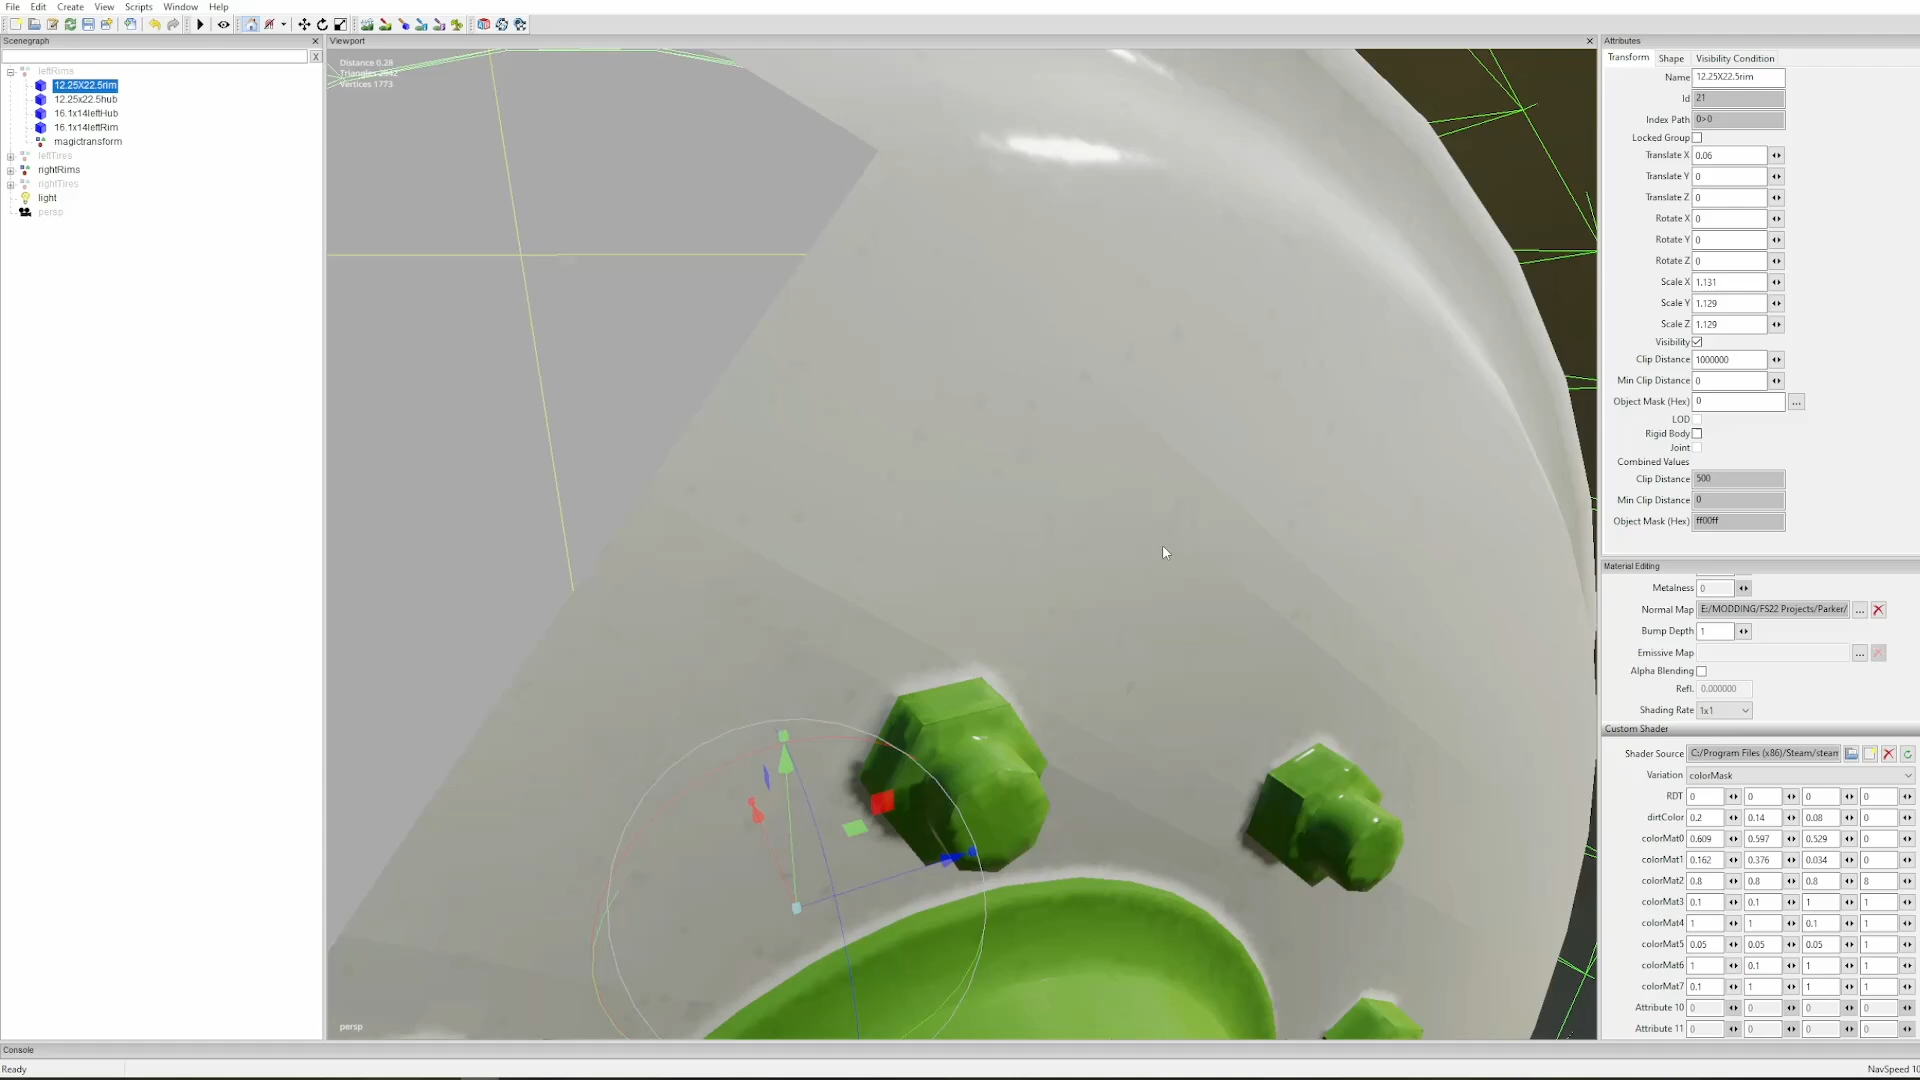 File Edit Create View Scripts Window Help
Scenegraph
X
leftRims
12.25X22.5rim
12.25x22.5hub
16.1x14leftHub
16.1x14leftRim
magictransform
leftTires
rightRims
rightTires
light
persp
Viewport
Distance 0.28
Vertices 1773
persp
Attributes
Transform Shape Visibility Condition
Name 12.25X22.5rim
Id 21
Index Path 0>0
Locked Group
Translate X 0.06
Translate Y 0
Translate Z 0
Rotate X 0
Rotate Y 0
Rotate Z 0
Scale X 1.131
Scale Y 1.129
Scale Z 1.129
Visibility
Clip Distance 1000000
Min Clip Distance 0
Object Mask (Hex) 0 ...
LOD
Rigid Body
Joint
Combined Values
Clip Distance 500
Min Clip Distance 0
Object Mask (Hex) ff00ff
Material Editing
Metalness 0
Normal Map E:/MODDING/FS22 Projects/Parker/ ...
Bump Depth 1
Emissive Map ...
Alpha Blending
Refl. 0.000000
Shading Rate 1x1
Custom Shader
Shader Source C:/Program Files (x86)/Steam/steam
Variation colorMask
RDT 0 0 0 0
dirtColor 0.2 0.14 0.08 0
colorMat0 0.609 0.597 0.529 0
colorMat1 0.162 0.376 0.034 0
colorMat2 0.8 0.8 0.8 8
colorMat3 0.1 0.1 1 1
colorMat4 1 1 0.1 1
colorMat5 0.05 0.05 0.05 1
colorMat6 1 0.1 1 1
colorMat7 0.1 1 1 1
Attribute 10 0 0 0 0
Attribute 11 0 0 0 0
Console
Ready
NavSpeed 10